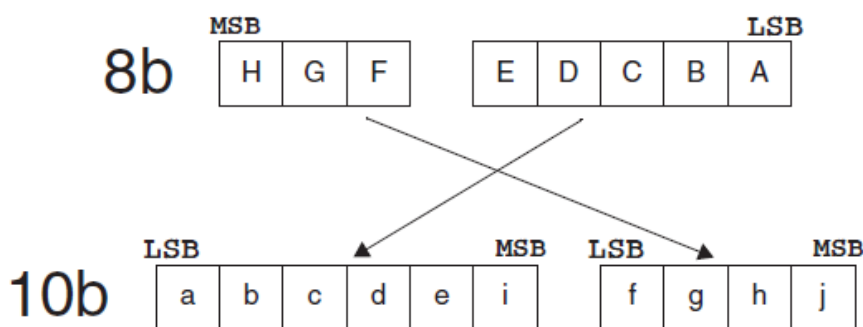 MSB LSB
8b H G F E D C B A
LSB MSB LSB MSB
10b a b c d e i f g h j